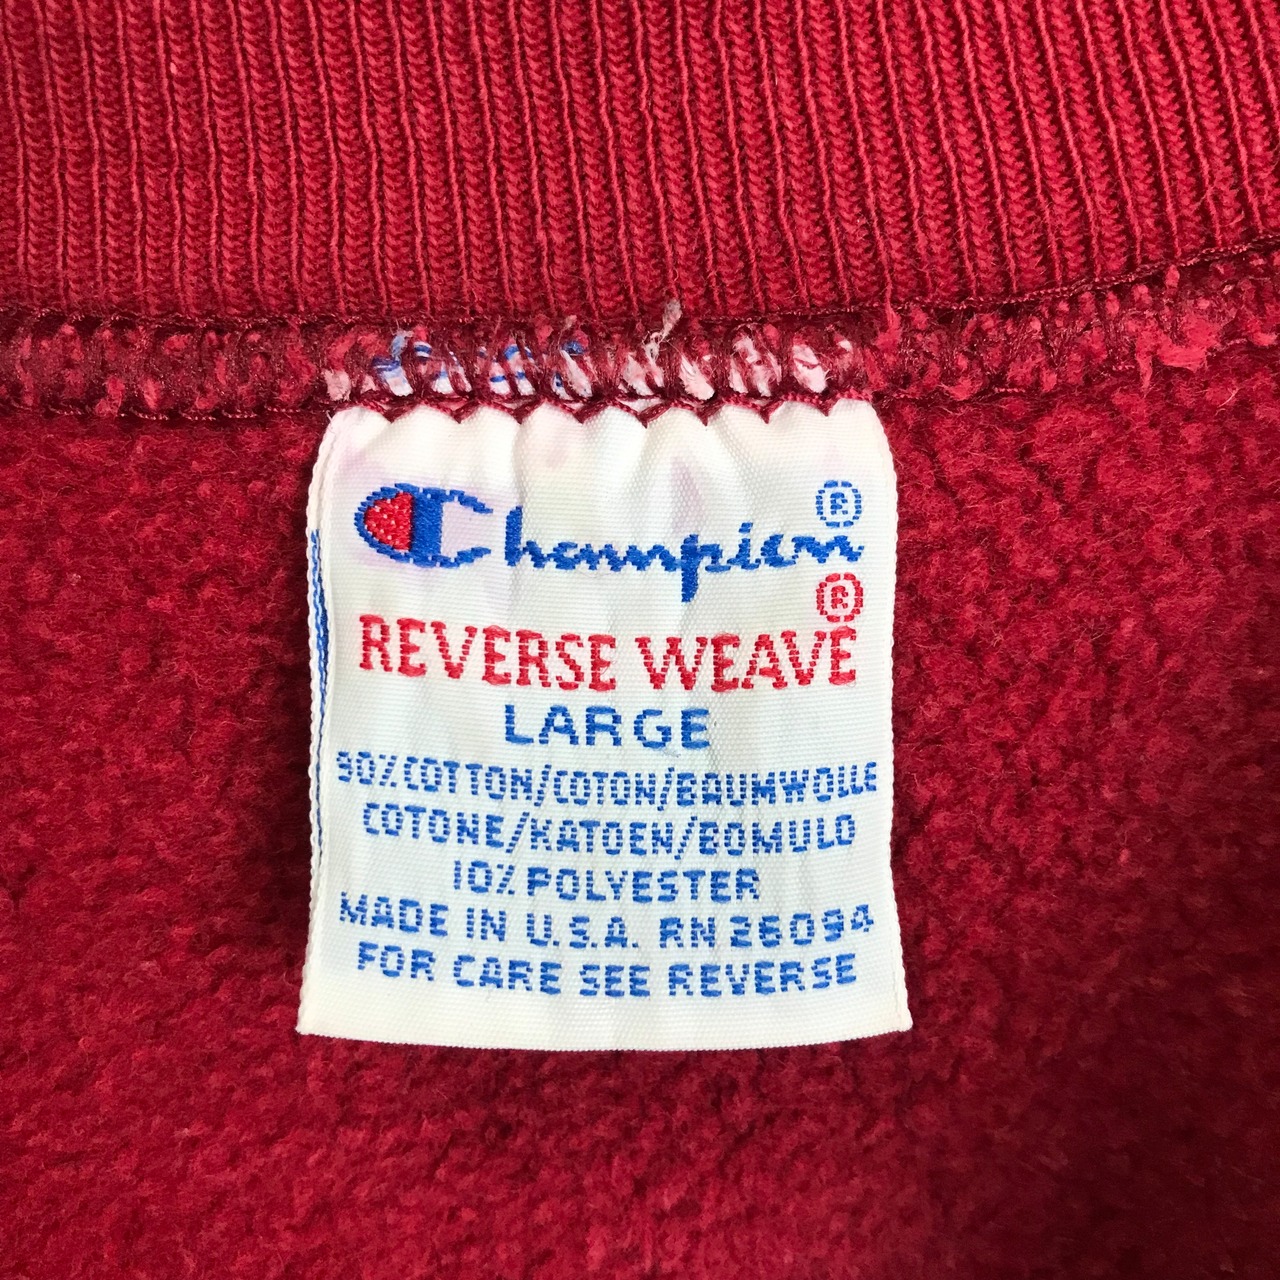 Champion®
REVERSE WEAVE®
LARGE
90% COTTON/COTON/BAUMWOLLE
COTONE/KATOEN/BOMULD
10% POLYESTER
MADE IN U.S.A. RN 26094
FOR CARE SEE REVERSE